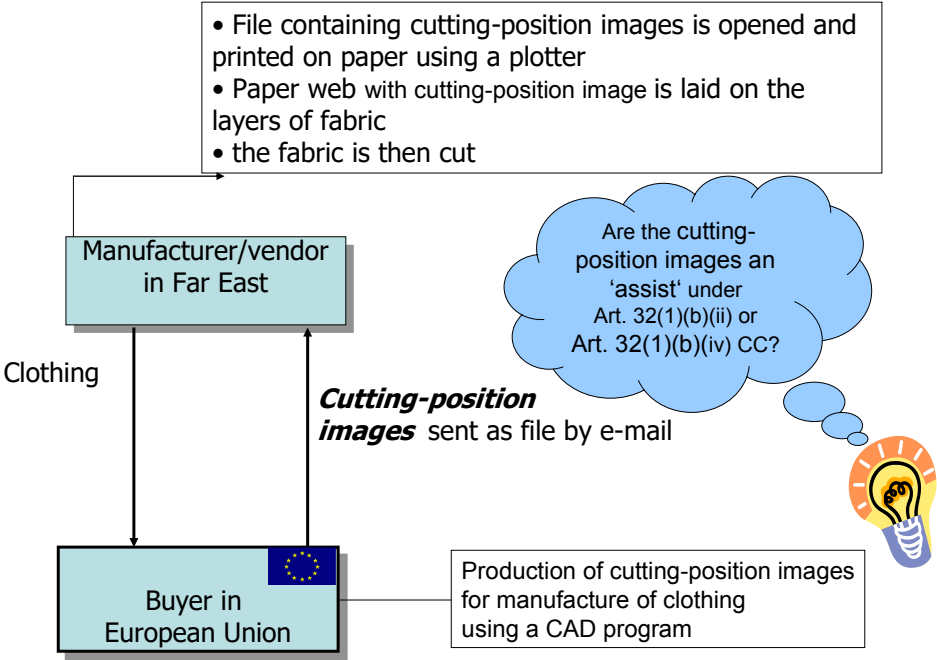 • File containing cutting-position images is opened and
printed on paper using a plotter
• Paper web with cutting-position image is laid on the
layers of fabric
• the fabric is then cut
Manufacturer/vendor
in Far East
Are the cutting-
position images an
‘assist‘ under
Art. 32(1)(b)(ii) or
Art. 32(1)(b)(iv) CC?
Clothing
Cutting-position
images sent as file by e-mail
Buyer in
European Union
Production of cutting-position images
for manufacture of clothing
using a CAD program